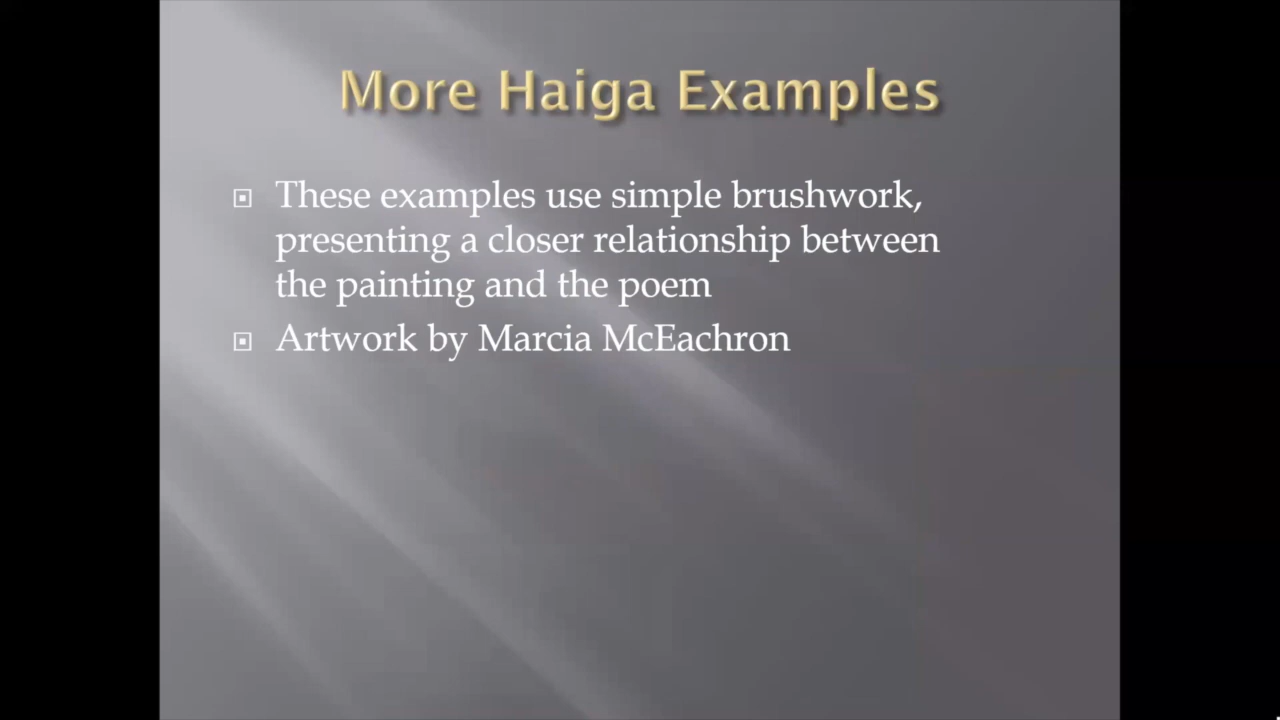 More Haiga Examples
These examples use simple brushwork,
presenting a closer relationship between
the painting and the poem
Artwork by Marcia McEachron